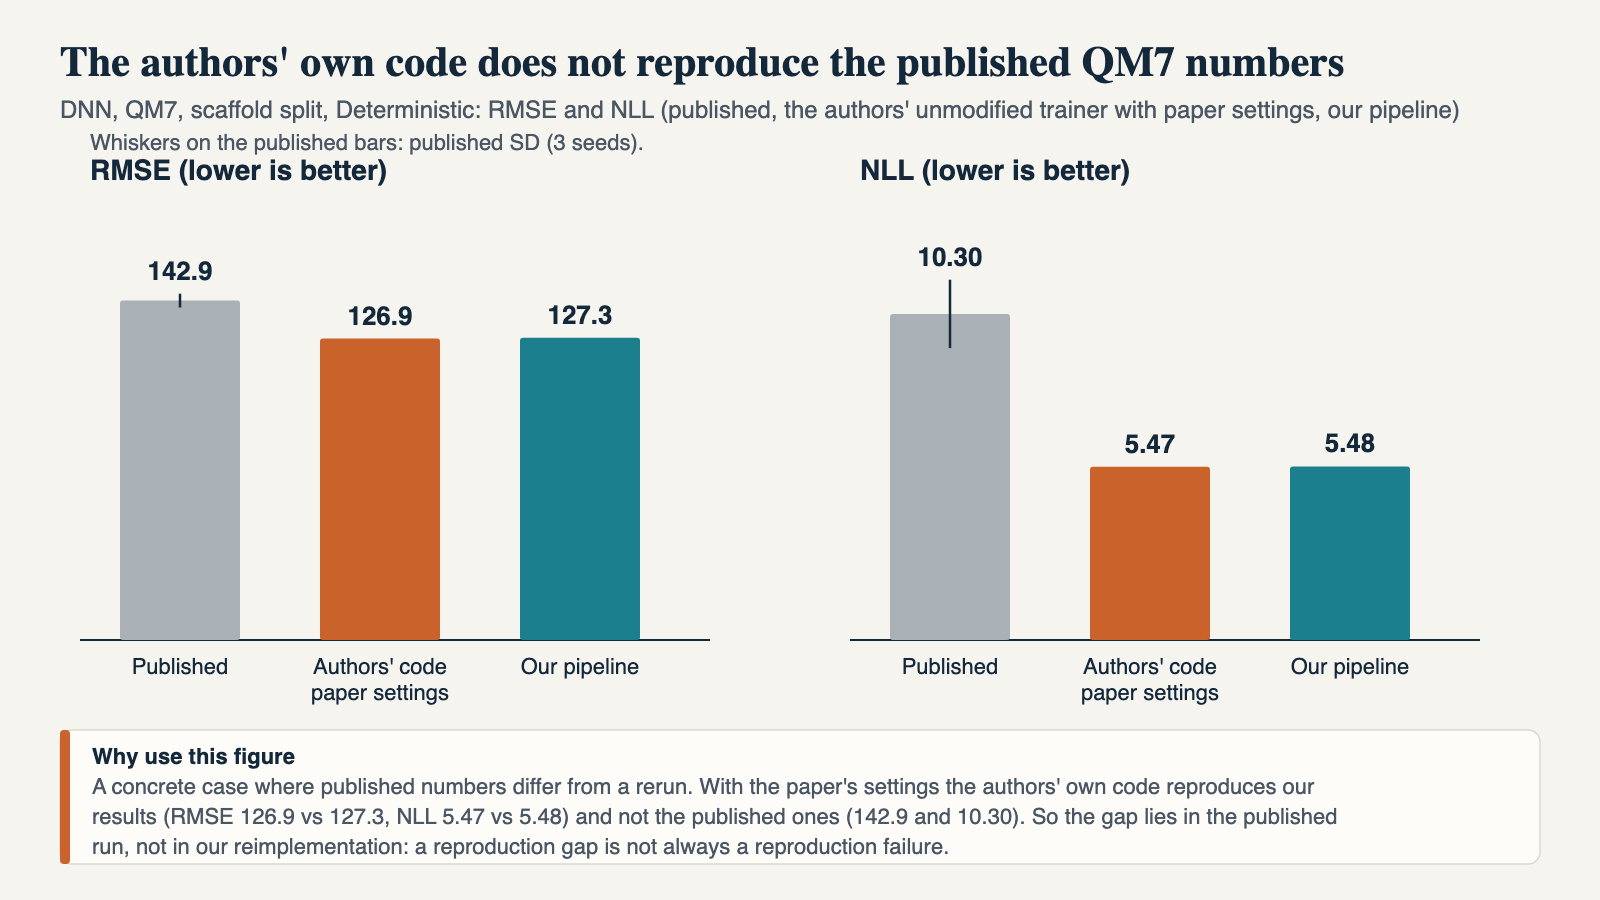 The authors' own code does not reproduce the published QM7 numbers
DNN, QM7, scaffold split, Deterministic: RMSE and NLL (published, the authors' unmodified trainer with paper settings, our pipeline)
Whiskers on the published bars: published SD (3 seeds).
RMSE (lower is better)
142.9
126.9
127.3
Published
Authors' code
paper settings
Our pipeline
NLL (lower is better)
10.30
5.47
5.48
Published
Authors' code
paper settings
Our pipeline
Why use this figure
A concrete case where published numbers differ from a rerun. With the paper's settings the authors' own code reproduces our
results (RMSE 126.9 vs 127.3, NLL 5.47 vs 5.48) and not the published ones (142.9 and 10.30). So the gap lies in the published
run, not in our reimplementation: a reproduction gap is not always a reproduction failure.